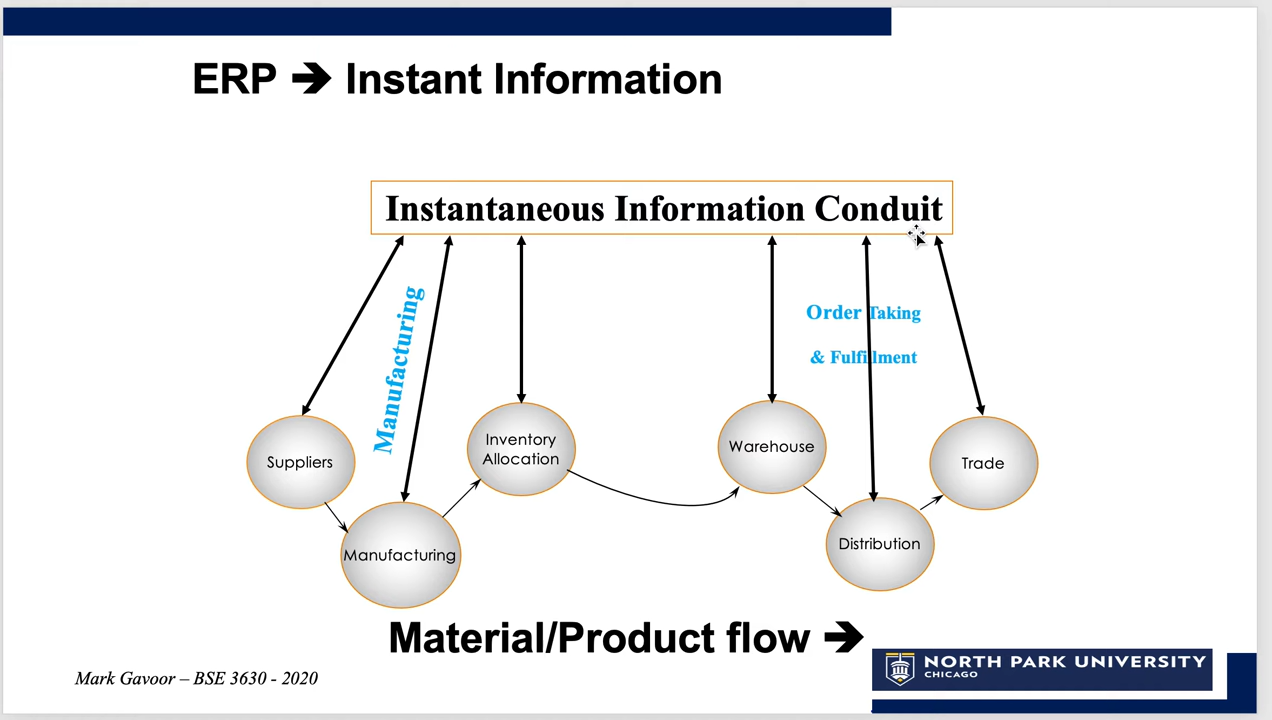 ERP ➔ Instant Information
Instantaneous Information Conduit
Manufacturing
Order Taking
& Fulfillment
Suppliers
Manufacturing
Inventory
Allocation
Warehouse
Distribution
Trade
Material/Product flow ➔
Mark Gavoor – BSE 3630 - 2020
NORTH PARK UNIVERSITY
CHICAGO